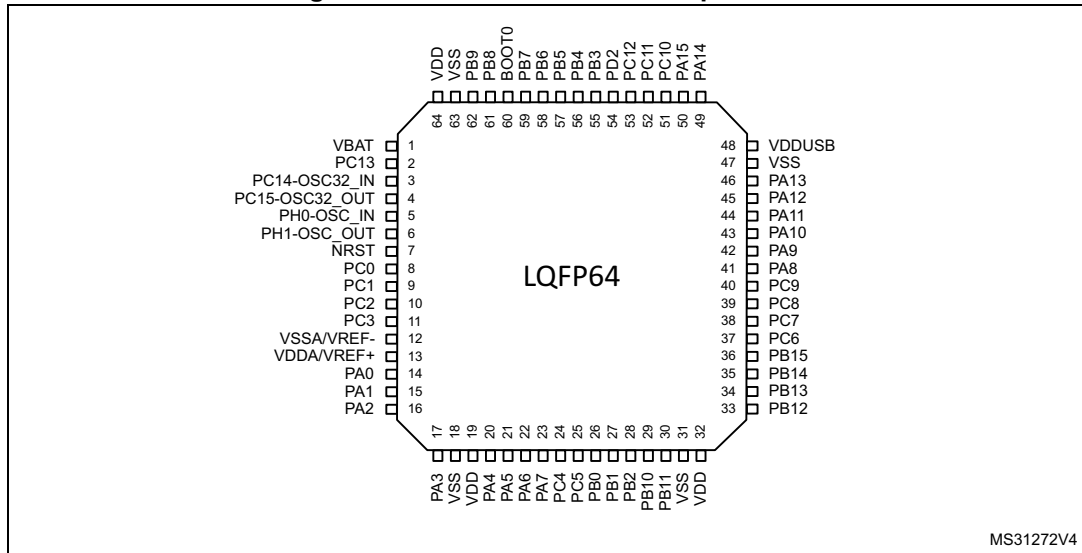 VDD VSS PB9 PB8 BOOT0 PB7 PB6 PB5 PB4 PB3 PD2 PC12 PC11 PC10 PA15 PA14
64 63 62 61 60 59 58 57 56 55 54 53 52 51 50 49
VBAT 1 48 VDDUSB
PC13 2 47 VSS
PC14-OSC32_IN 3 46 PA13
PC15-OSC32_OUT 4 45 PA12
PH0-OSC_IN 5 44 PA11
PH1-OSC_OUT 6 43 PA10
NRST 7 42 PA9
PC0 8 41 PA8
PC1 9 40 PC9
LQFP64
PC2 10 39 PC8
PC3 11 38 PC7
VSSA/VREF- 12 37 PC6
VDDA/VREF+ 13 36 PB15
PA0 14 35 PB14
PA1 15 34 PB13
PA2 16 33 PB12
17 18 19 20 21 22 23 24 25 26 27 28 29 30 31 32
PA3 VSS VDD PA4 PA5 PA6 PA7 PC4 PC5 PB0 PB1 PB2 PB10 PB11 VSS VDD
MS31272V4